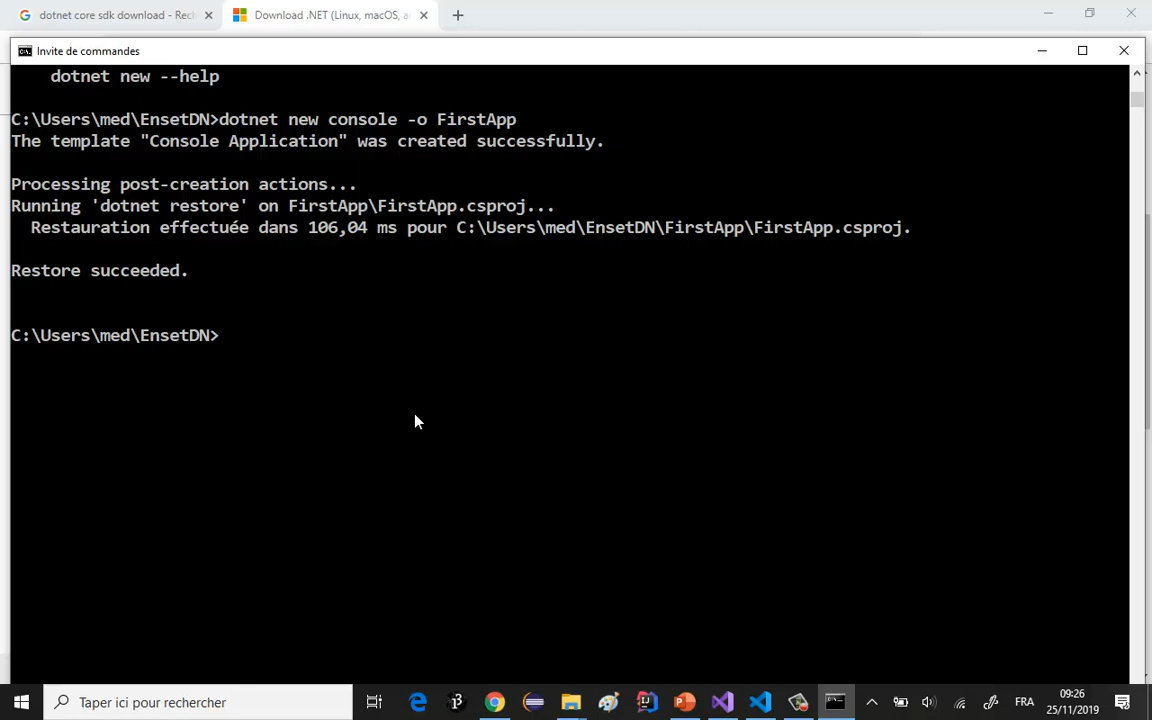 dotnet core sdk download - Rec
Download .NET (Linux, macOS, a
Invite de commandes
dotnet new --help
C:\Users\med\EnsetDN>dotnet new console -o FirstApp
The template "Console Application" was created successfully.
Processing post-creation actions...
Running 'dotnet restore' on FirstApp\FirstApp.csproj...
Restauration effectuée dans 106,04 ms pour C:\Users\med\EnsetDN\FirstApp\FirstApp.csproj.
Restore succeeded.
C:\Users\med\EnsetDN>
Taper ici pour rechercher
FRA
09:26
25/11/2019